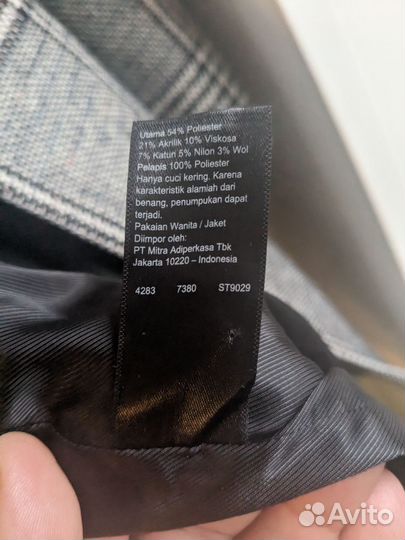 Utama 54% Poliester
21% Akrilik 10% Viskosa
7% Katun 5% Nilon 3% Wol
Pelapis 100% Poliester
Hanya cuci kering. Karena
karakteristik alamiah dari
benang, penumpukan dapat
terjadi.
Pakaian Wanita / Jaket
Diimpor oleh:
PT Mitra Adiperkasa Tbk
Jakarta 10220 – Indonesia
4283 7380 ST9029
Avito